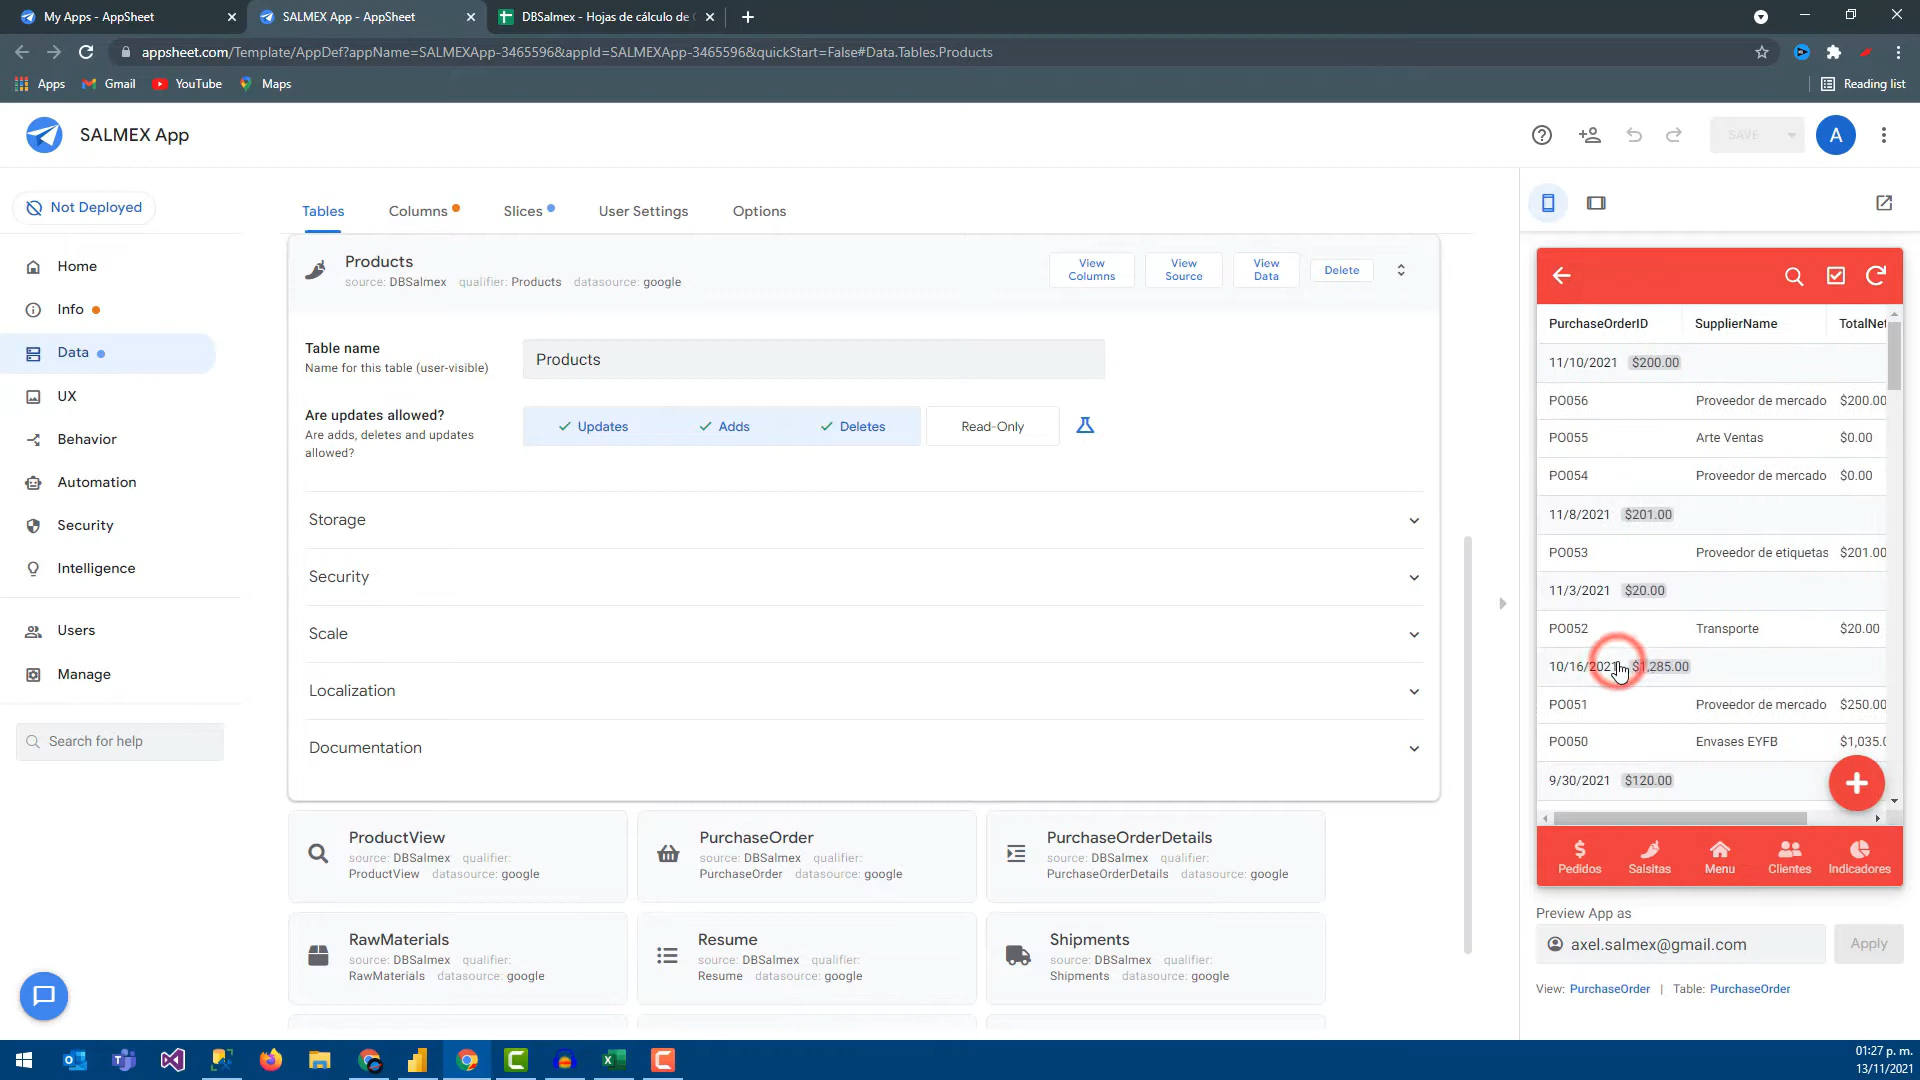 My Apps - AppSheet
SALMEX App - AppSheet
DBSalmex - Hojas de cálculo de
appsheet.com/Template/AppDef?appName=SALMEXApp-3465596&appId=SALMEXApp-3465596&quickStart=False#Data.Tables.Products
Apps
Gmail
YouTube
Maps
Reading list
SALMEX App
SAVE
A
Not Deployed
Home
Info
Data
UX
Behavior
Automation
Security
Intelligence
Users
Manage
Search for help
Tables
Columns
Slices
User Settings
Options
Products
source: DBSalmex qualifier: Products datasource: google
View
Columns
View
Source
View
Data
Delete
Table name
Name for this table (user-visible)
Products
Are updates allowed?
Are adds, deletes and updates
allowed?
Updates
Adds
Deletes
Read-Only
Storage
Security
Scale
Localization
Documentation
ProductView
source: DBSalmex qualifier:
ProductView datasource: google
PurchaseOrder
source: DBSalmex qualifier:
PurchaseOrder datasource: google
PurchaseOrderDetails
source: DBSalmex qualifier:
PurchaseOrderDetails datasource: google
RawMaterials
source: DBSalmex qualifier:
RawMaterials datasource: google
Resume
source: DBSalmex qualifier:
Resume datasource: google
Shipments
source: DBSalmex qualifier:
Shipments datasource: google
PurchaseOrderID SupplierName TotalNet
11/10/2021 $200.00
PO056 Proveedor de mercado $200.00
PO055 Arte Ventas $0.00
PO054 Proveedor de mercado $0.00
11/8/2021 $201.00
PO053 Proveedor de etiquetas $201.00
11/3/2021 $20.00
PO052 Transporte $20.00
10/16/2021 $1,285.00
PO051 Proveedor de mercado $250.00
PO050 Envases EYFB $1,035.0
9/30/2021 $120.00
Pedidos
Salsitas
Menu
Clientes
Indicadores
Preview App as
axel.salmex@gmail.com
Apply
View: PurchaseOrder | Table: PurchaseOrder
01:27 p. m.
13/11/2021